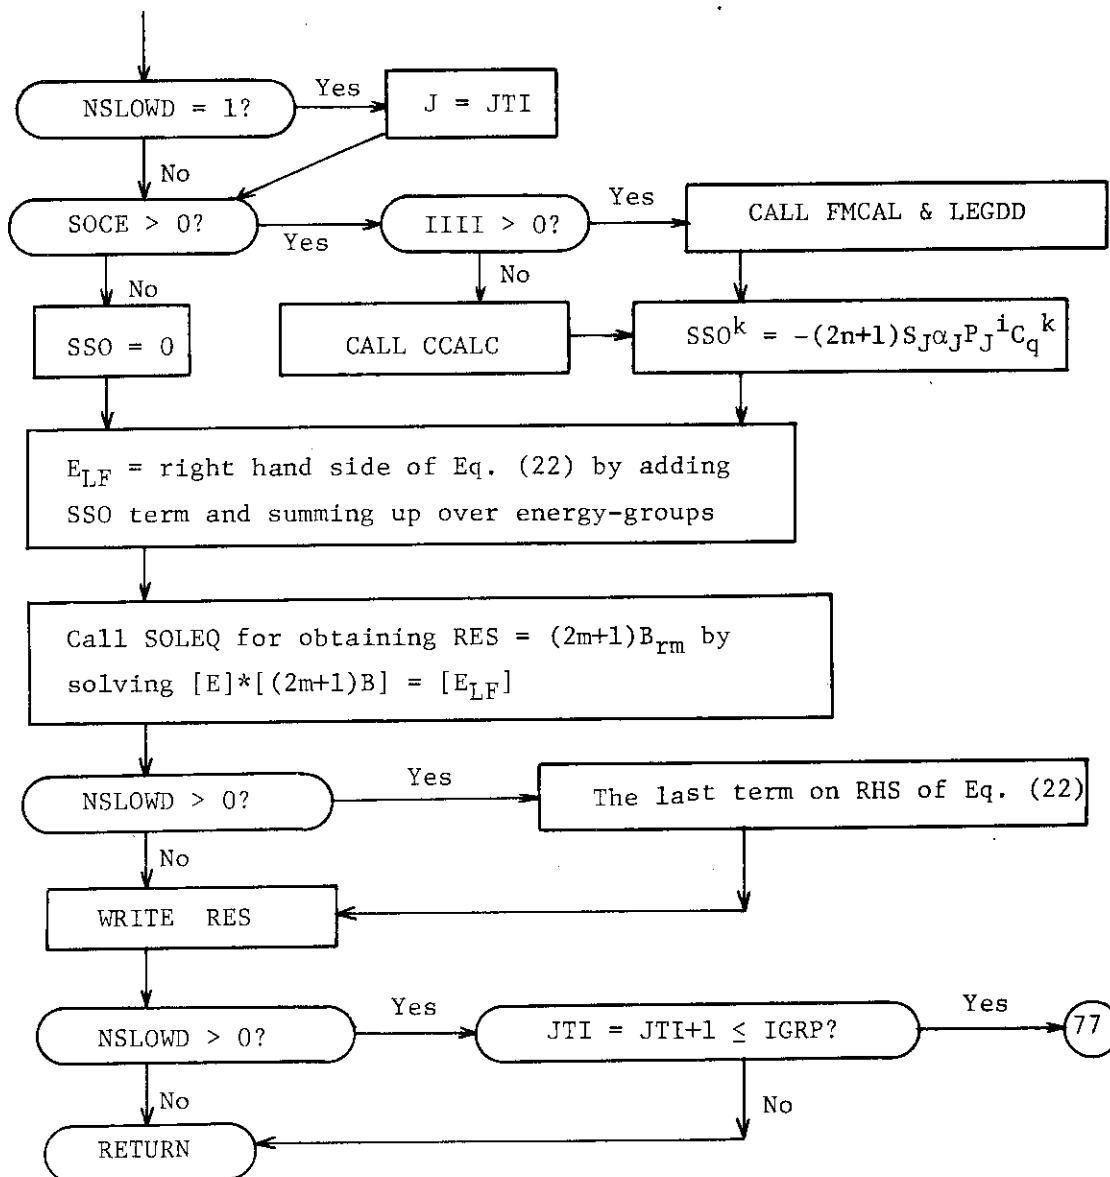 NSLOWD = 1?
Yes
J = JTI
No
SOCE > 0?
Yes
IIII > 0?
Yes
CALL FMCAL & LEGDD
No
No
SSO = 0
CALL CCALC
SSO^k = -(2n+1)S_Jα_JP_J^iC_q^k
E_LF = right hand side of Eq. (22) by adding
SSO term and summing up over energy-groups
Call SOLEQ for obtaining RES = (2m+1)B_rm by
solving [E]*[(2m+1)B] = [E_LF]
NSLOWD > 0?
Yes
The last term on RHS of Eq. (22)
No
WRITE RES
NSLOWD > 0?
Yes
JTI = JTI+1 ≤ IGRP?
Yes
77
No
No
RETURN